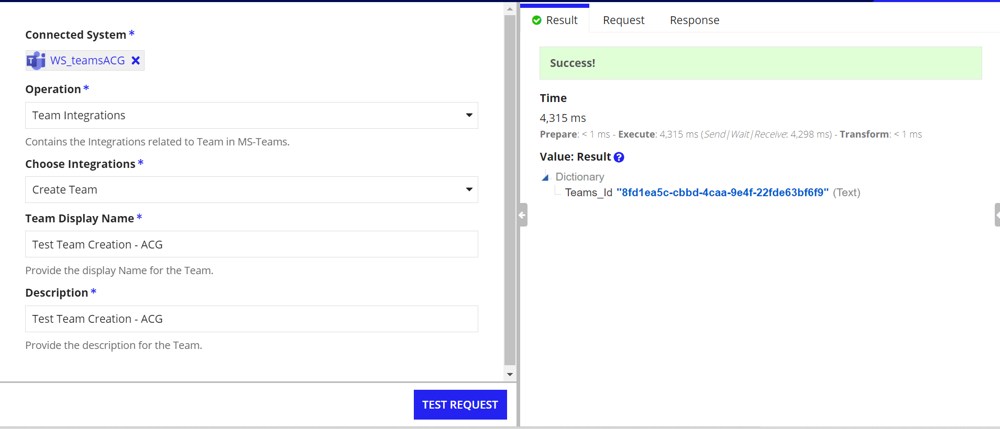 Connected System *
T WS_teamsACG
Operation *
Team Integrations
Contains the Integrations related to Team in MS-Teams.
Choose Integrations *
Create Team
Team Display Name *
Test Team Creation - ACG
Provide the display Name for the Team.
Description *
Test Team Creation - ACG
Provide the description for the Team.
TEST REQUEST
Result Request Response
Success!
Time
4,315 ms
Prepare: < 1 ms - Execute: 4,315 ms (Send|Wait|Receive: 4,298 ms) - Transform: < 1 ms
Value: Result ?
Dictionary
Teams_Id "8fd1ea5c-cbbd-4caa-9e4f-22fde63bf6f9" (Text)